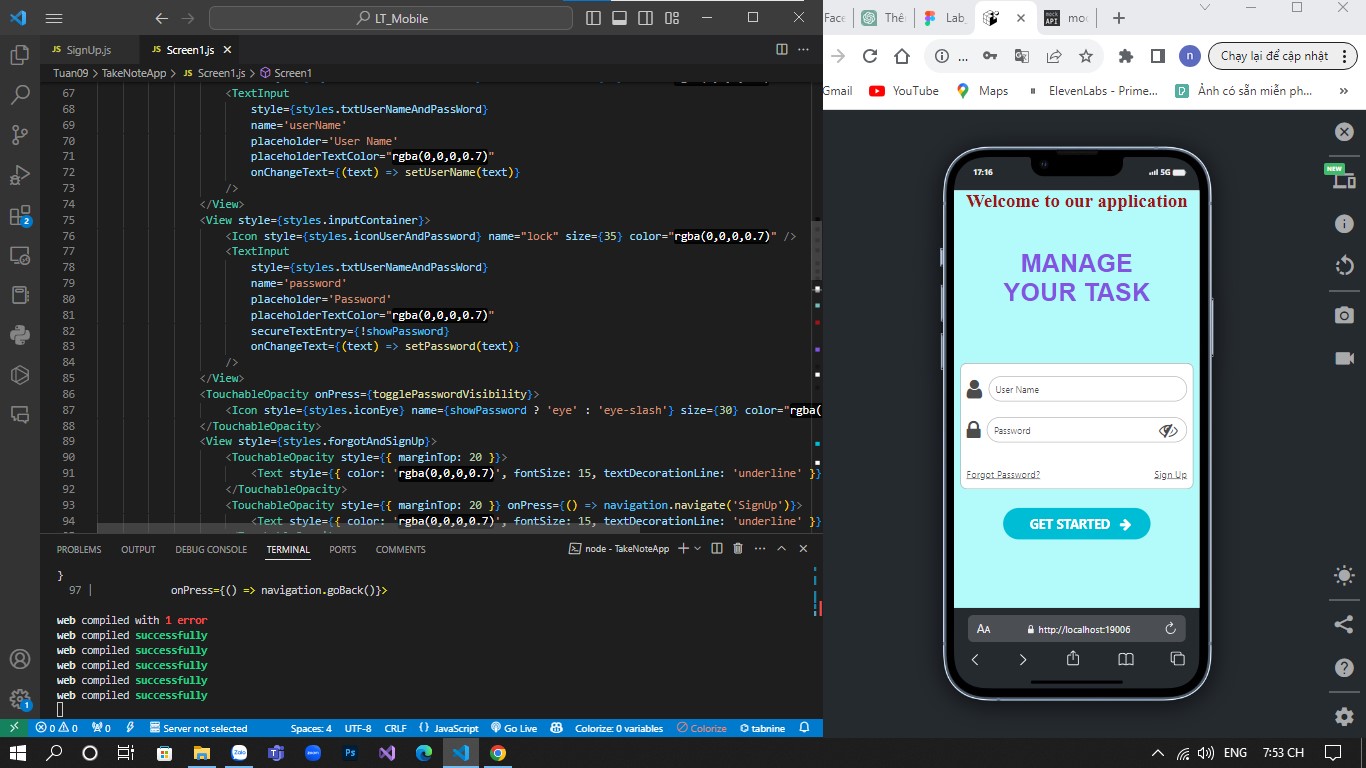 LT_Mobile
Face
Thê
Lab_
moc
SignUp.js
Screen1.js
Tuan09 > TakeNoteApp > JS Screen1.js > Screen1
67 <TextInput
68 style={styles.txtUserNameAndPassWord}
69 name='userName'
70 placeholder='User Name'
71 placeholderTextColor="rgba(0,0,0,0.7)"
72 onChangeText={(text) => setUserName(text)}
73 />
74 </View>
75 <View style={styles.inputContainer}>
76 <Icon style={styles.iconUserAndPassword} name="lock" size={35} color="rgba(0,0,0,0.7)" />
77 <TextInput
78 style={styles.txtUserNameAndPassWord}
79 name='password'
80 placeholder='Password'
81 placeholderTextColor="rgba(0,0,0,0.7)"
82 secureTextEntry={!showPassword}
83 onChangeText={(text) => setPassword(text)}
84 />
85 </View>
86 <TouchableOpacity onPress={togglePasswordVisibility}>
87 <Icon style={styles.iconEye} name={showPassword ? 'eye' : 'eye-slash'} size={30} color="rga(
88 </TouchableOpacity>
89 <View style={styles.forgotAndSignUp}>
90 <TouchableOpacity style={{ marginTop: 20 }}>
91 <Text style={{ color: 'rgba(0,0,0,0.7)', fontSize: 15, textDecorationLine: 'underline' }}
92 </TouchableOpacity>
93 <TouchableOpacity style={{ marginTop: 20 }} onPress={() => navigation.navigate('SignUp')}>
94 <Text style={{ color: 'rgba(0,0,0,0.7)', fontSize: 15, textDecorationLine: 'underline' }}
PROBLEMS OUTPUT DEBUG CONSOLE TERMINAL PORTS COMMENTS node - TakeNoteApp
}
97 | onPress={() => navigation.goBack()}>
web compiled with 1 error
web compiled successfully
web compiled successfully
web compiled successfully
web compiled successfully
web compiled successfully
0 0 0 Server not selected Spaces: 4 UTF-8 CRLF {} JavaScript Go Live Colorize: 0 variables Colorize tabnine
... n Chạy lại để cập nhật
Gmail YouTube Maps ElevenLabs - Prime... Ảnh có sẵn miễn ph... »
NEW
17:16 5G
Welcome to our application
MANAGE
YOUR TASK
User Name
Password
Forgot Password? Sign Up
GET STARTED
AA http://localhost:19006
ENG 7:53 CH